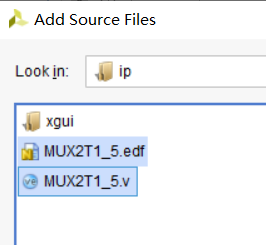 Add Source Files
Look in: ip
xgui
MUX2T1_5.edf
MUX2T1_5.v